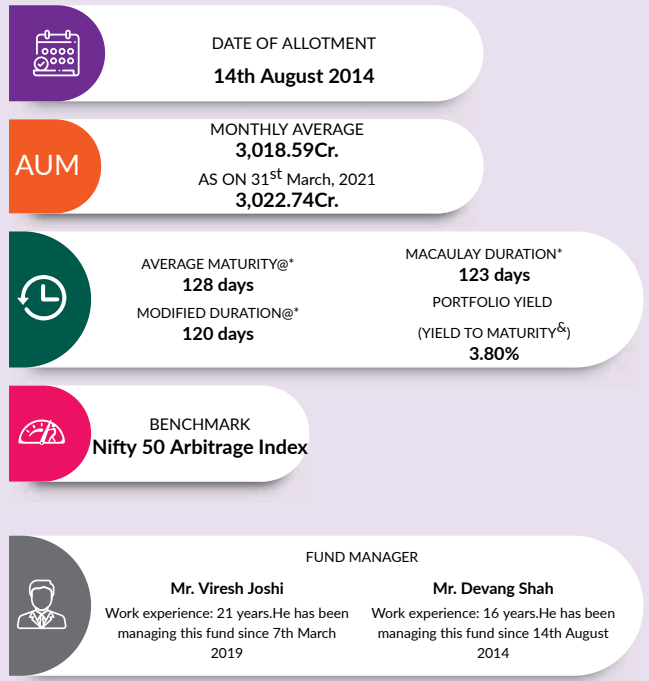 DATE OF ALLOTMENT
14th August 2014
AUM
MONTHLY AVERAGE
3,018.59Cr.
AS ON 31st March, 2021
3,022.74Cr.
AVERAGE MATURITY@*
128 days
MODIFIED DURATION@*
120 days
MACAULAY DURATION*
123 days
PORTFOLIO YIELD
(YIELD TO MATURITY&)
3.80%
BENCHMARK
Nifty 50 Arbitrage Index
FUND MANAGER
Mr. Viresh Joshi
Work experience: 21 years.He has been
managing this fund since 7th March
2019
Mr. Devang Shah
Work experience: 16 years.He has been
managing this fund since 14th August
2014